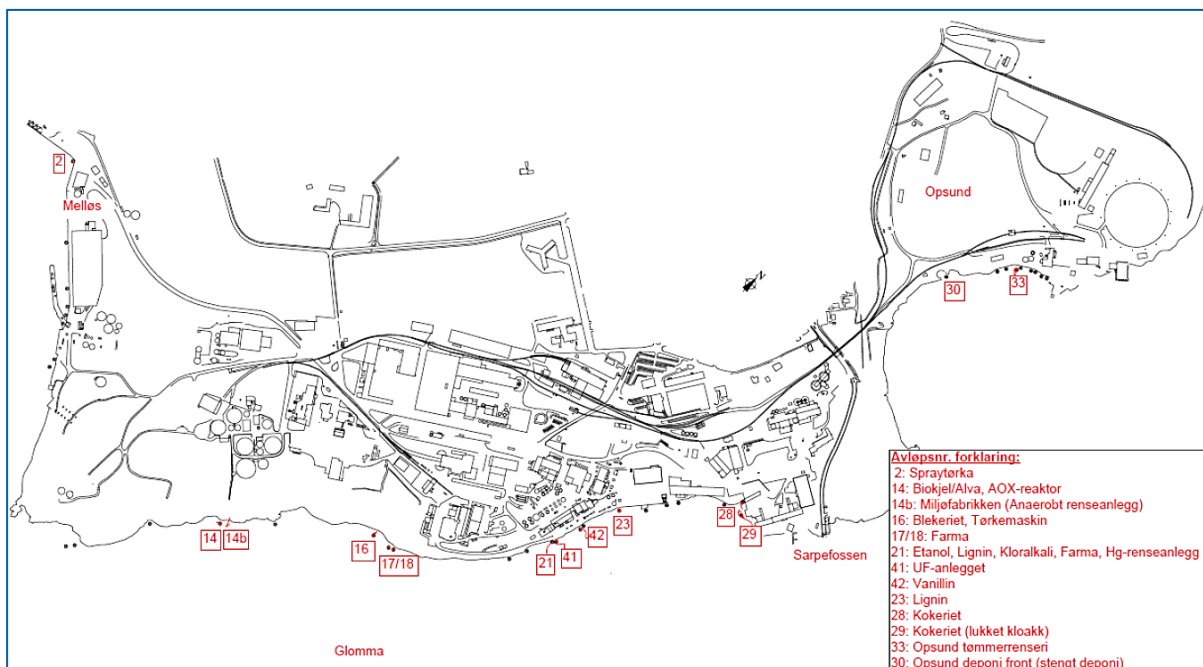 2
Melløs
Opsund
30
33
14
14b
16
17/18
21
41
42
23
28
29
Sarpefossen
Glomma
Avløpsnr. forklaring:
2: Spraytørka
14: Biokjel/Alva, AOX-reaktor
14b: Miljøfabrikken (Anaerobt renseanlegg)
16: Blekeriet, Tørkemaskin
17/18: Farma
21: Etanol, Lignin, Kloralkali, Farma, Hg-renseanlegg
41: UF-anlegget
42: Vanillin
23: Lignin
28: Kokeriet
29: Kokeriet (lukket kloakk)
33: Opsund tømmerrenseri
30: Opsund deponi front (stengt deponi)